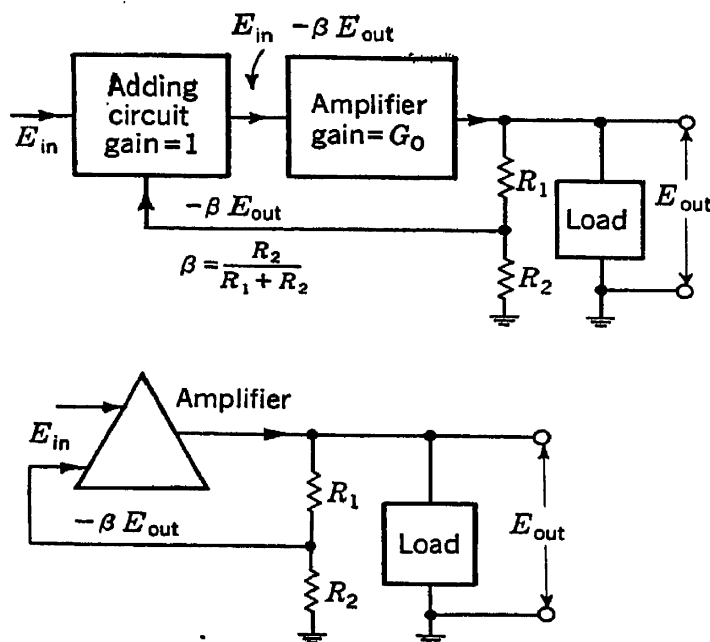 E_in - β E_out
Adding
circuit
gain=1
Amplifier
gain=G_0
E_in
R_1
Load
E_out
-β E_out
β = R_2 / (R_1 + R_2)
R_2
Amplifier
E_in
R_1
Load
E_out
-β E_out
R_2